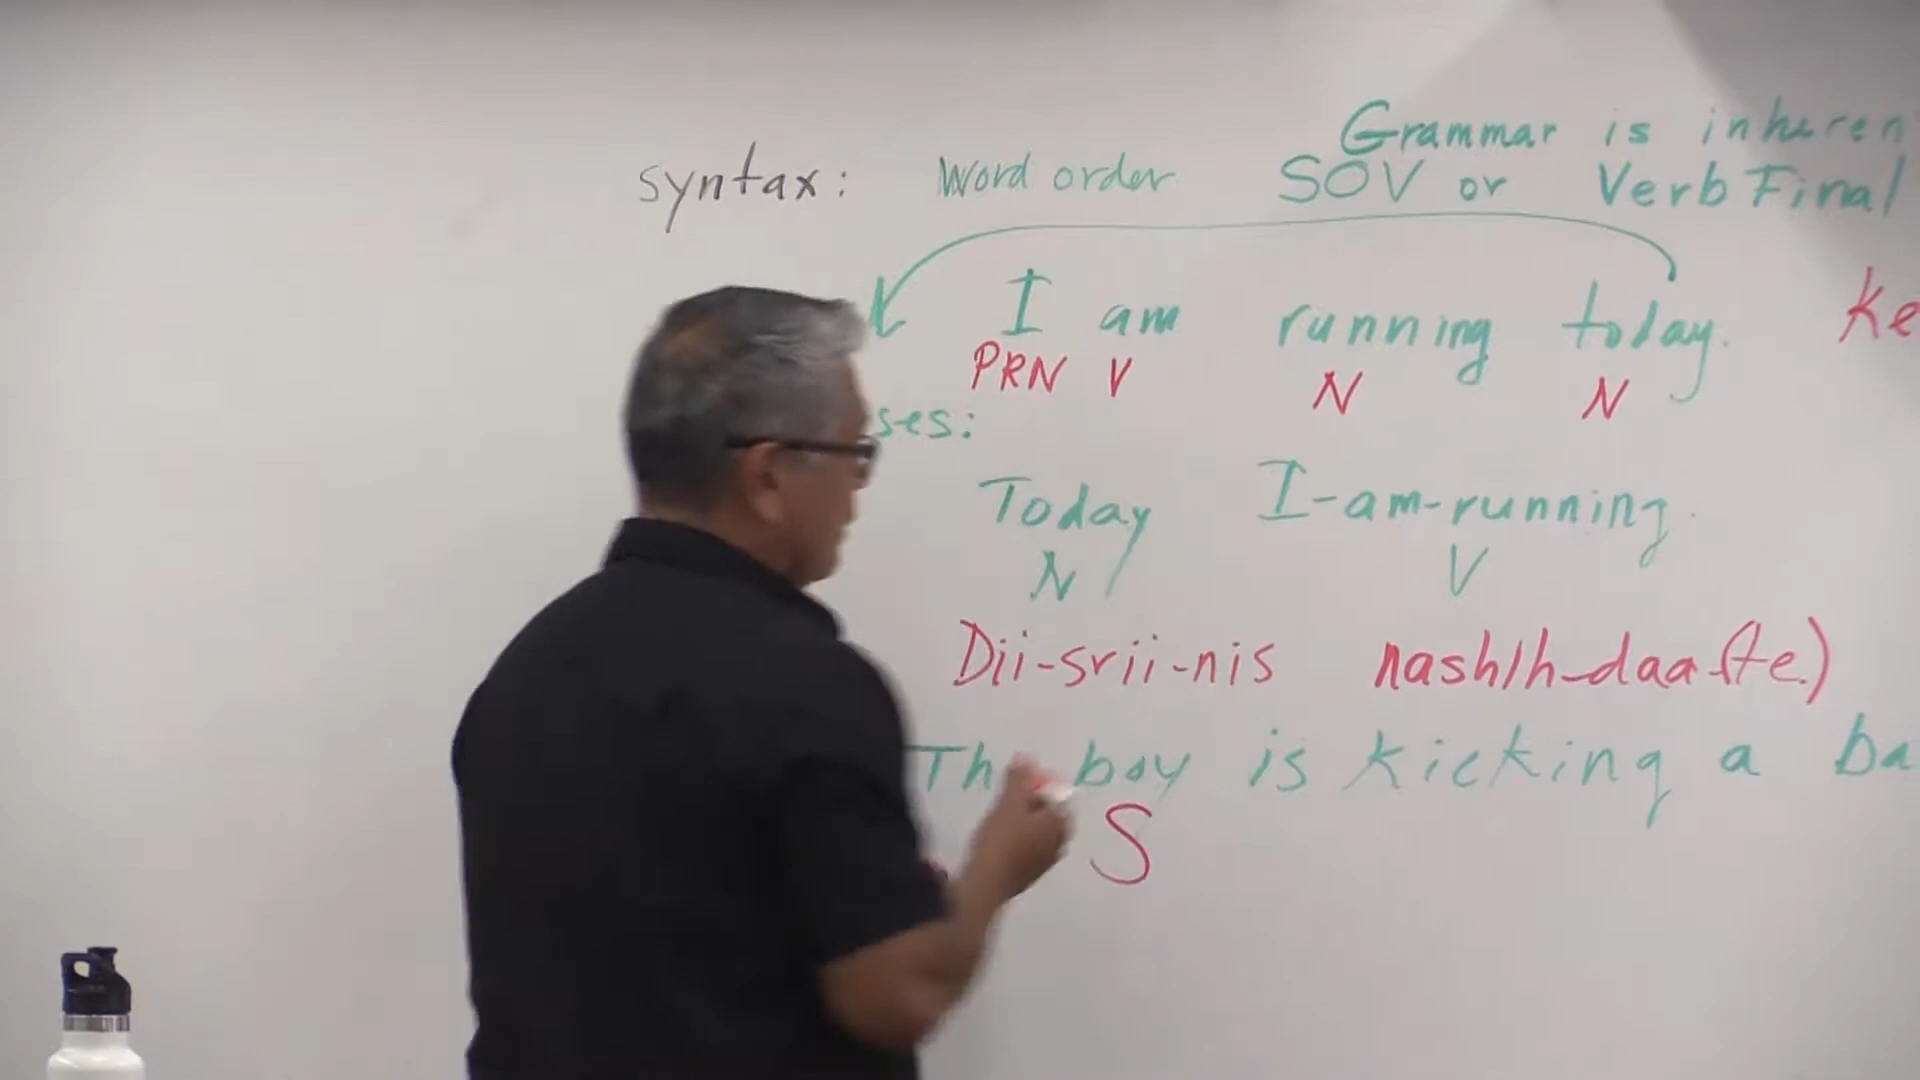 Grammar is inheren
syntax: Word order SOV or Verb Final
I am running today. Ke
PRN V N N
ses:
Today I-am-running.
N V
Dii-srii-nis nash/h-daa-(te.)
The boy is kicking a ba
S